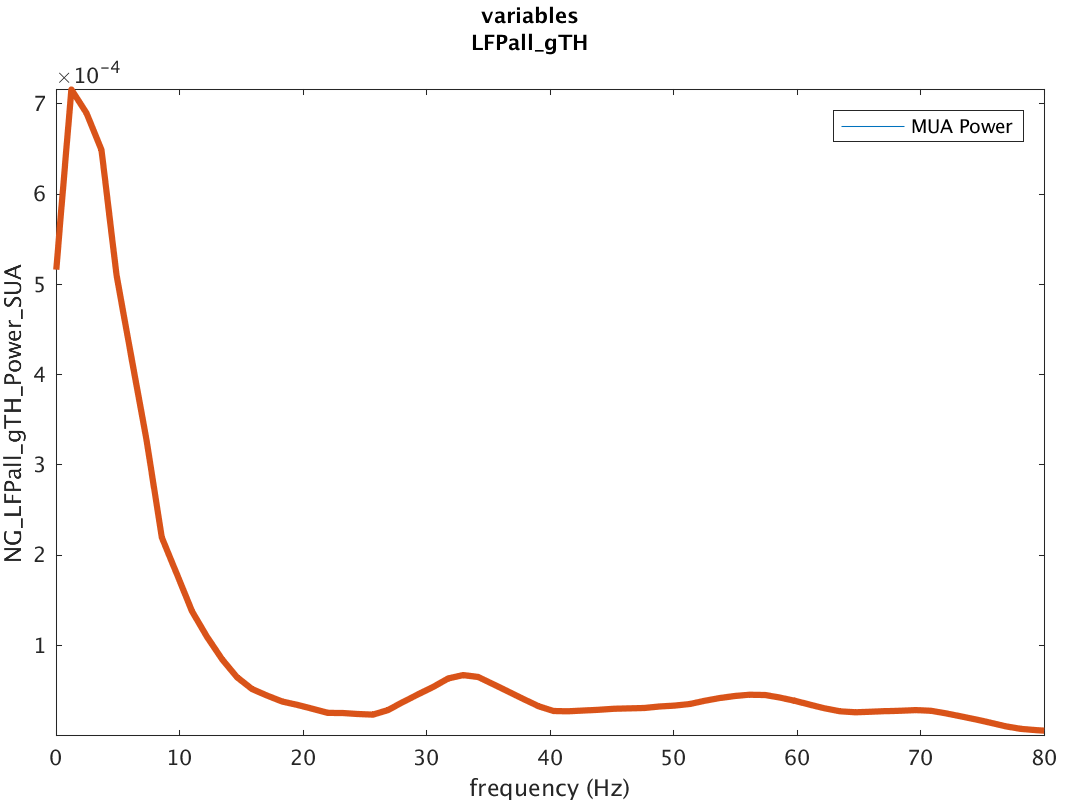 variables
LFPall_gTH
×10⁻⁴
MUA Power
7
6
5
4
3
2
1
NG_LFPall_gTH_Power_SUA
0 10 20 30 40 50 60 70 80
frequency (Hz)